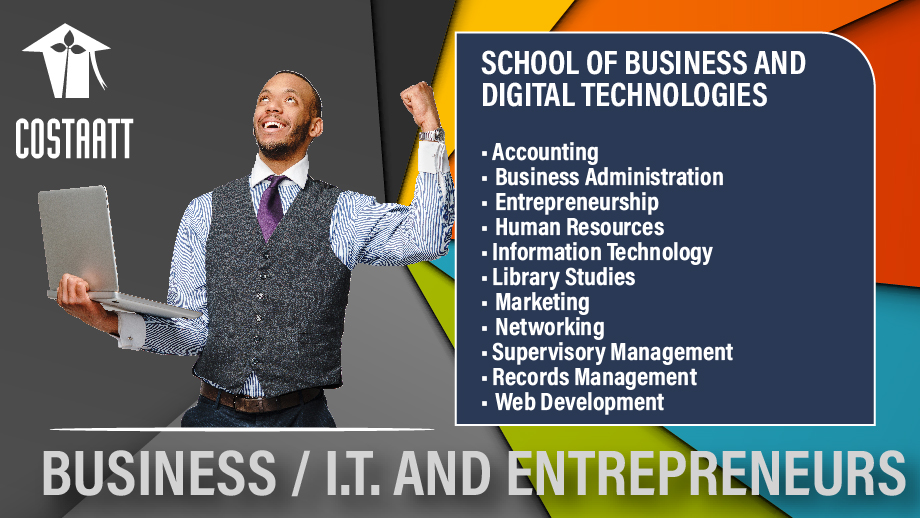 COSTAATT
SCHOOL OF BUSINESS AND
DIGITAL TECHNOLOGIES
▪ Accounting
▪ Business Administration
▪ Entrepreneurship
▪ Human Resources
▪ Information Technology
▪ Library Studies
▪ Marketing
▪ Networking
▪ Supervisory Management
▪ Records Management
▪ Web Development
BUSINESS / I.T. AND ENTREPRENEURS